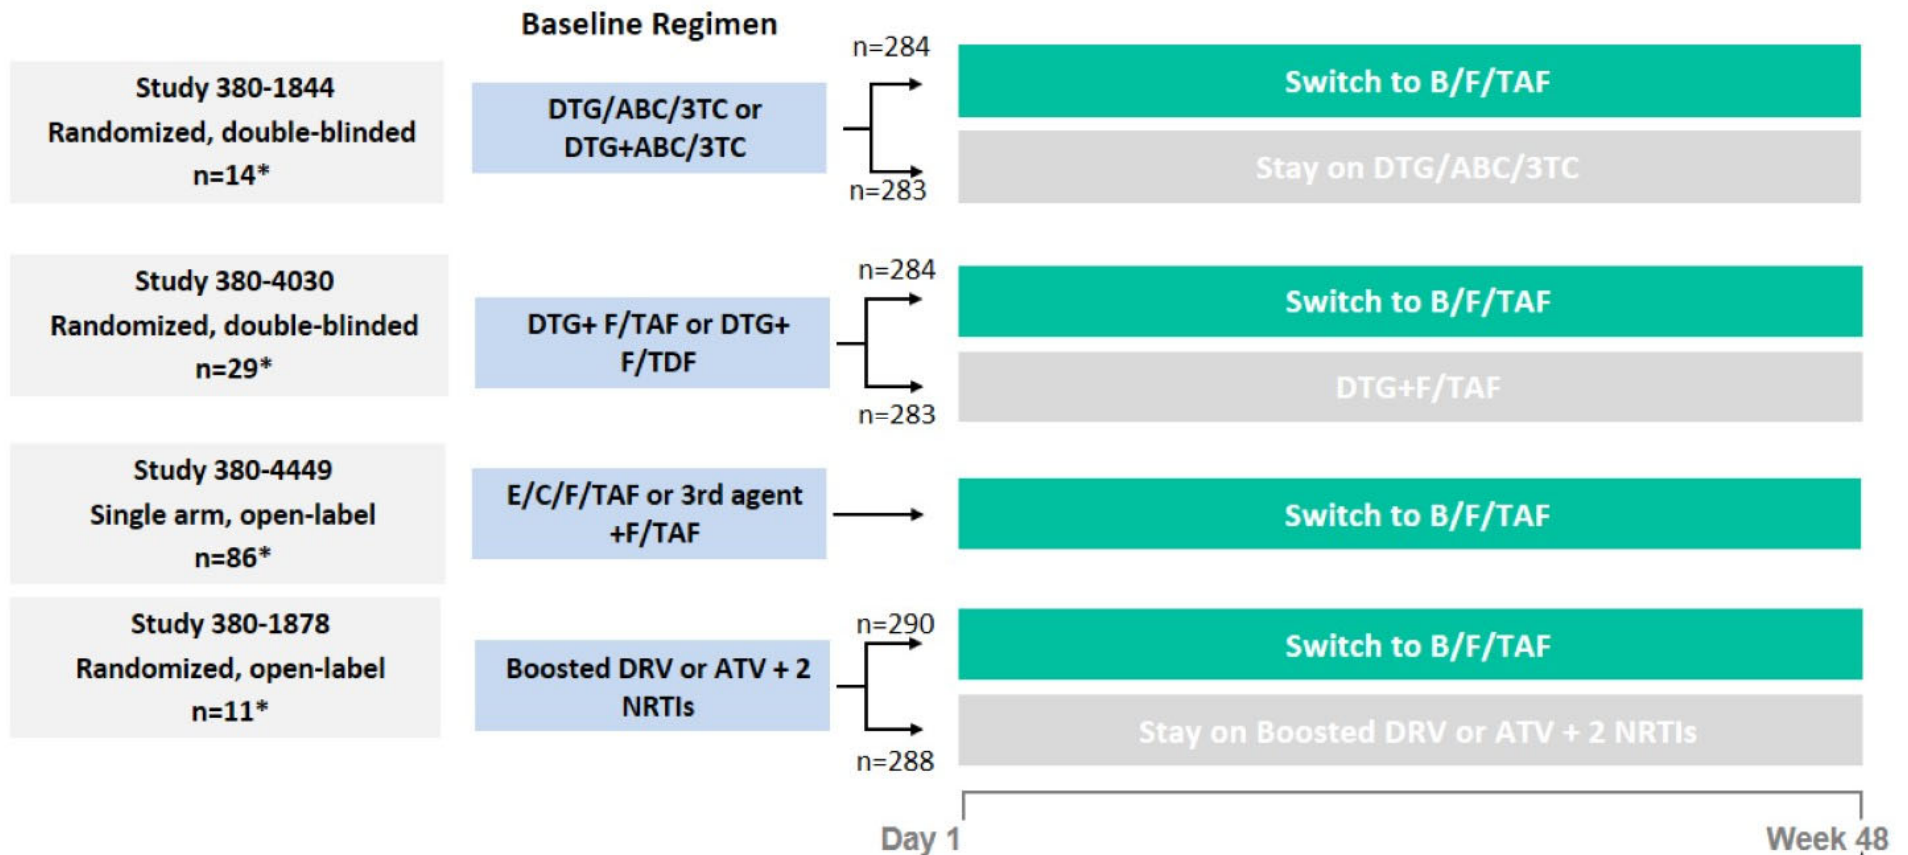 Baseline Regimen
Study 380-1844
Randomized, double-blinded
n=14*
DTG/ABC/3TC or
DTG+ABC/3TC
n=284
n=283
Switch to B/F/TAF
Stay on DTG/ABC/3TC
Study 380-4030
Randomized, double-blinded
n=29*
DTG+ F/TAF or DTG+
F/TDF
n=284
n=283
Switch to B/F/TAF
DTG+F/TAF
Study 380-4449
Single arm, open-label
n=86*
E/C/F/TAF or 3rd agent
+F/TAF
Switch to B/F/TAF
Study 380-1878
Randomized, open-label
n=11*
Boosted DRV or ATV + 2
NRTIs
n=290
n=288
Switch to B/F/TAF
Stay on Boosted DRV or ATV + 2 NRTIs
Day 1
Week 48